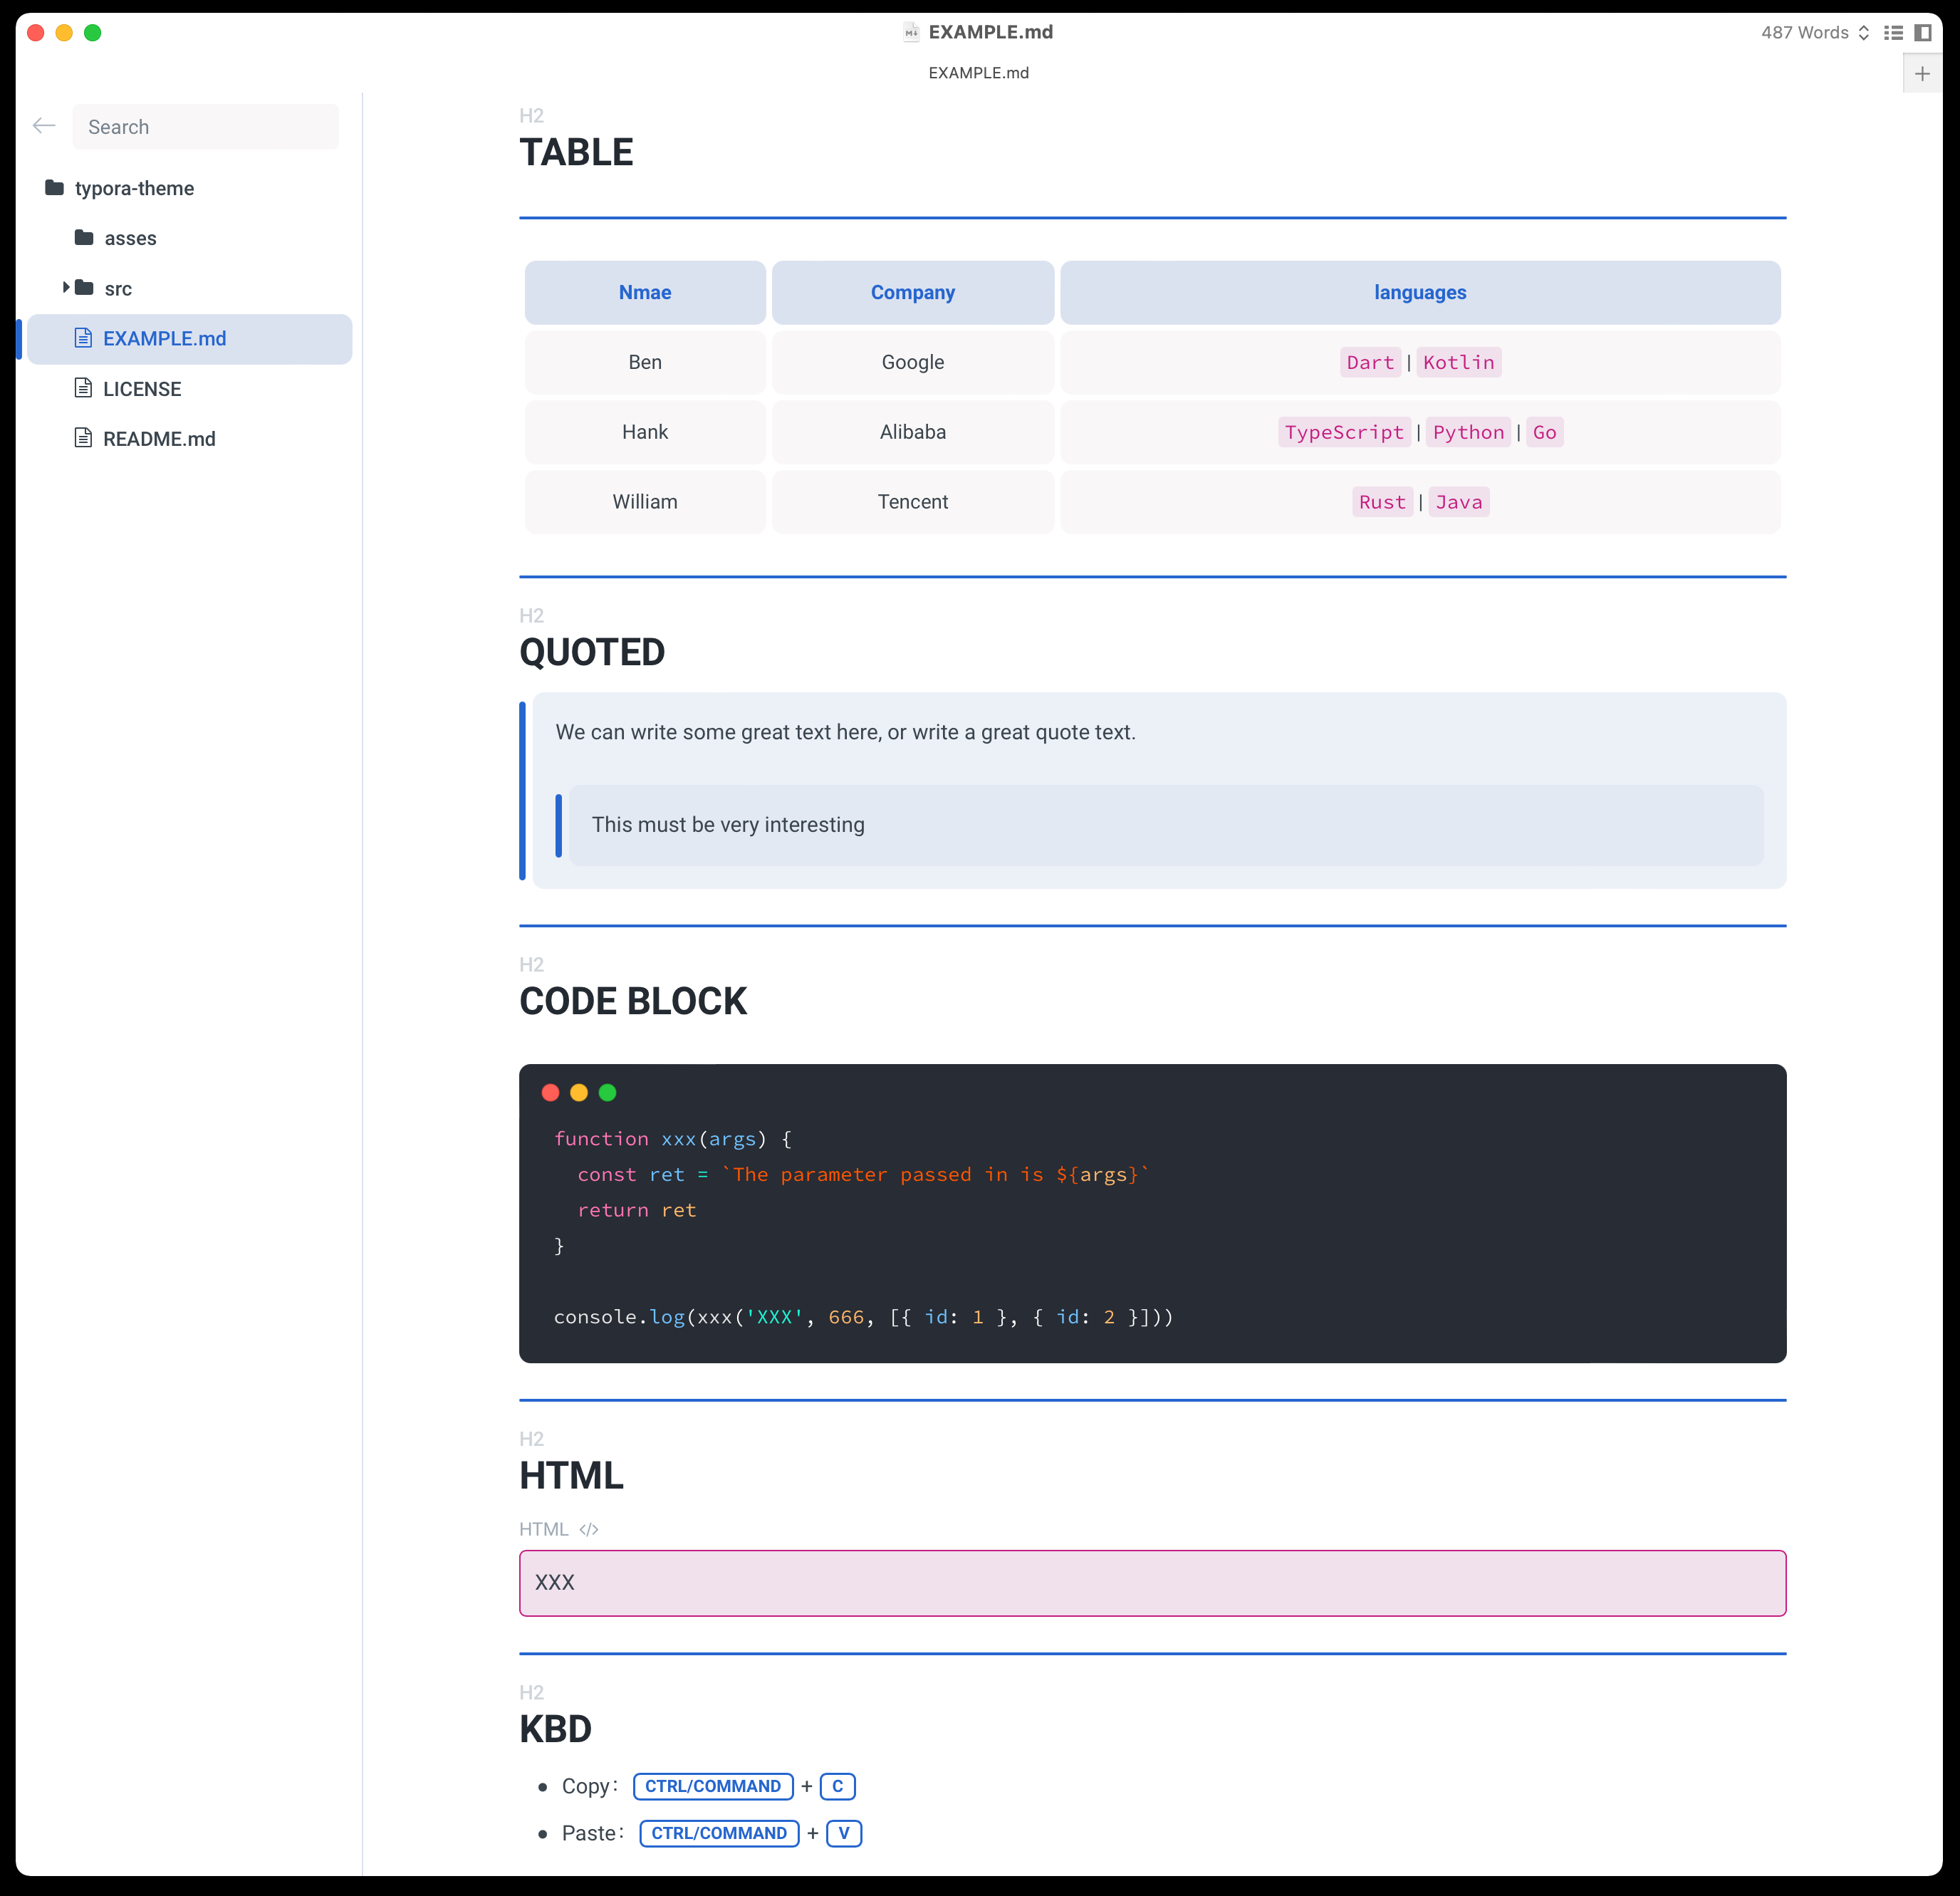 EXAMPLE.md
487 Words
EXAMPLE.md
Search
typora-theme
asses
src
EXAMPLE.md
LICENSE
README.md
H2
TABLE
Nmae Company languages
Ben Google Dart | Kotlin
Hank Alibaba TypeScript | Python | Go
William Tencent Rust | Java
H2
QUOTED
We can write some great text here, or write a great quote text.
This must be very interesting
H2
CODE BLOCK
function xxx(args) {
  const ret = `The parameter passed in is ${args}`
  return ret
}
console.log(xxx('XXX', 666, [{ id: 1 }, { id: 2 }]))
H2
HTML
HTML </>
XXX
H2
KBD
• Copy： CTRL/COMMAND + C
• Paste： CTRL/COMMAND + V